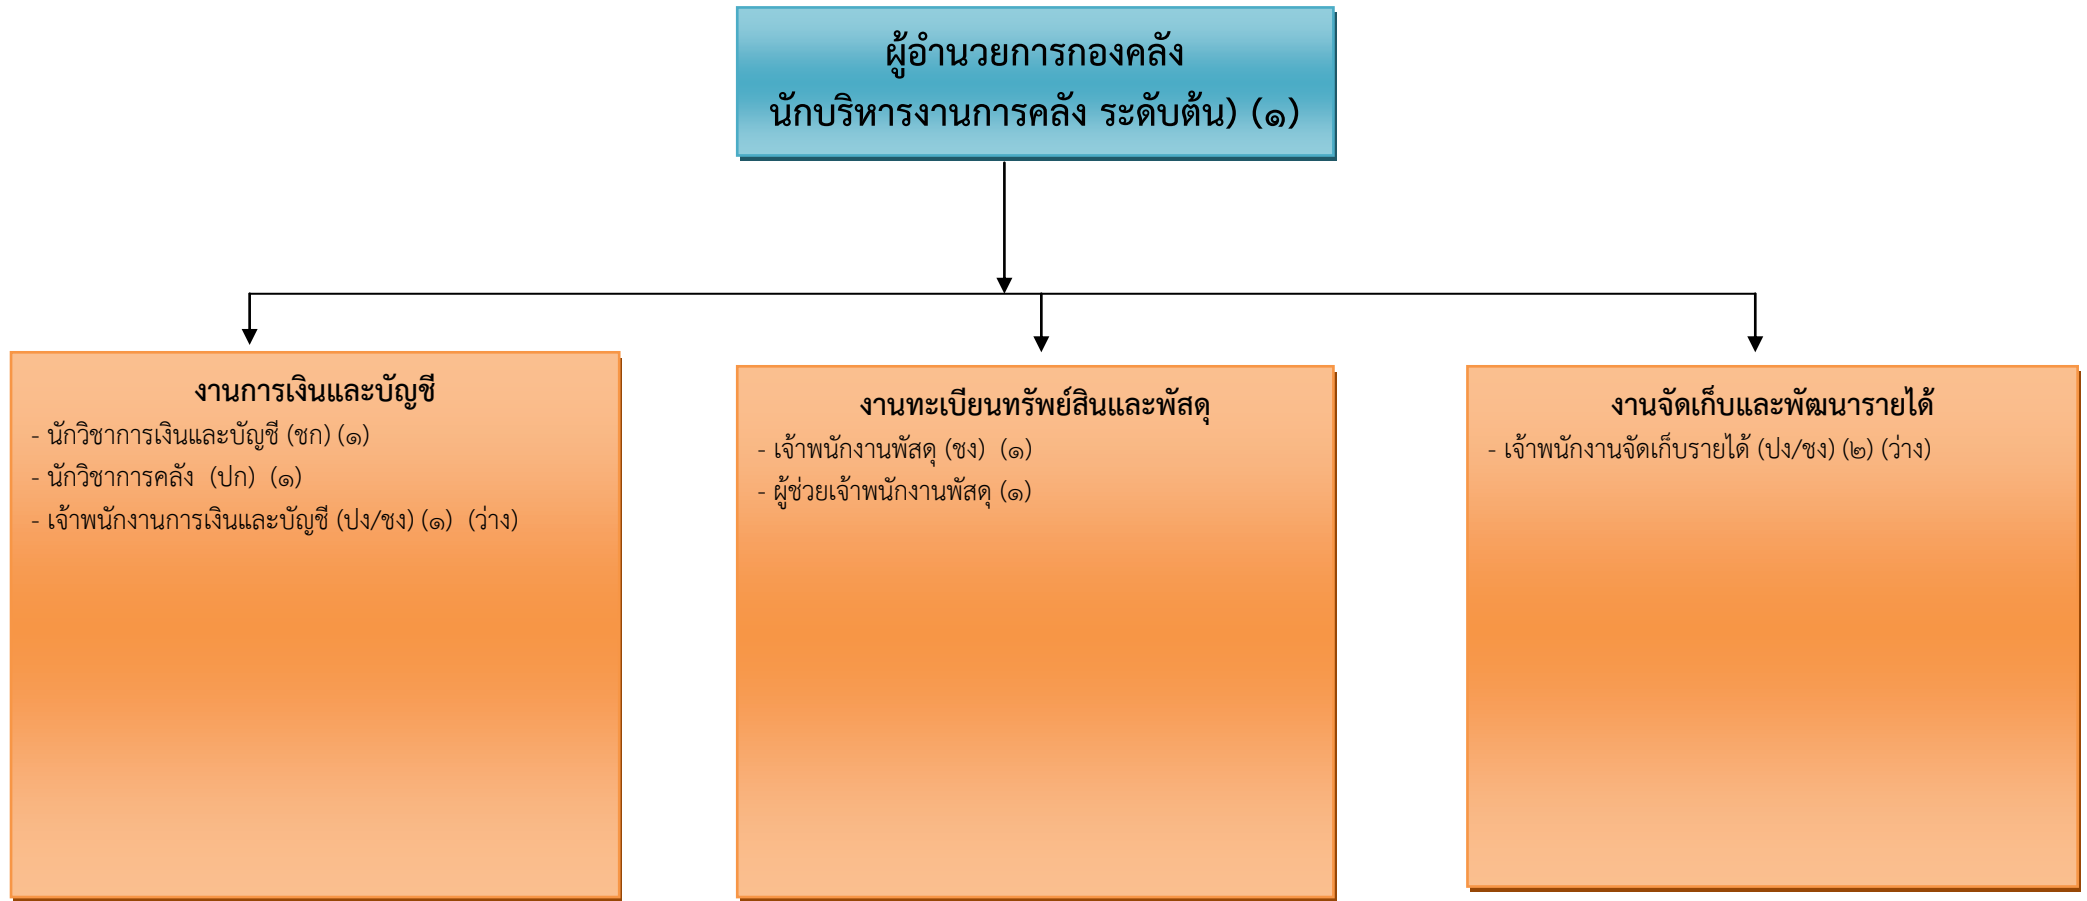 ผู้อำนวยการกองคลัง
นักบริหารงานการคลัง ระดับต้น) (๑)
งานการเงินและบัญชี
- นักวิชาการเงินและบัญชี (ชก) (๑)
- นักวิชาการคลัง (ปก) (๑)
- เจ้าพนักงานการเงินและบัญชี (ปง/ชง) (๑) (ว่าง)
งานทะเบียนทรัพย์สินและพัสดุ
- เจ้าพนักงานพัสดุ (ชง) (๑)
- ผู้ช่วยเจ้าพนักงานพัสดุ (๑)
งานจัดเก็บและพัฒนารายได้
- เจ้าพนักงานจัดเก็บรายได้ (ปง/ชง) (๒) (ว่าง)